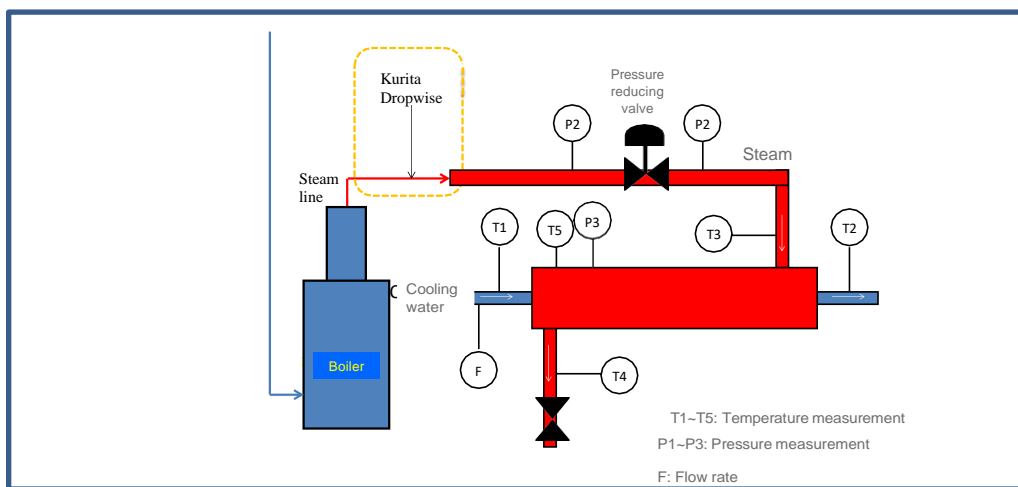 Kurita
Dropwise
Pressure
reducing
valve
P2
P2
Steam
Steam
line
T1
T5
P3
T3
T2
C
Cooling
water
Boiler
F
T4
T1~T5: Temperature measurement
P1~P3: Pressure measurement
F: Flow rate